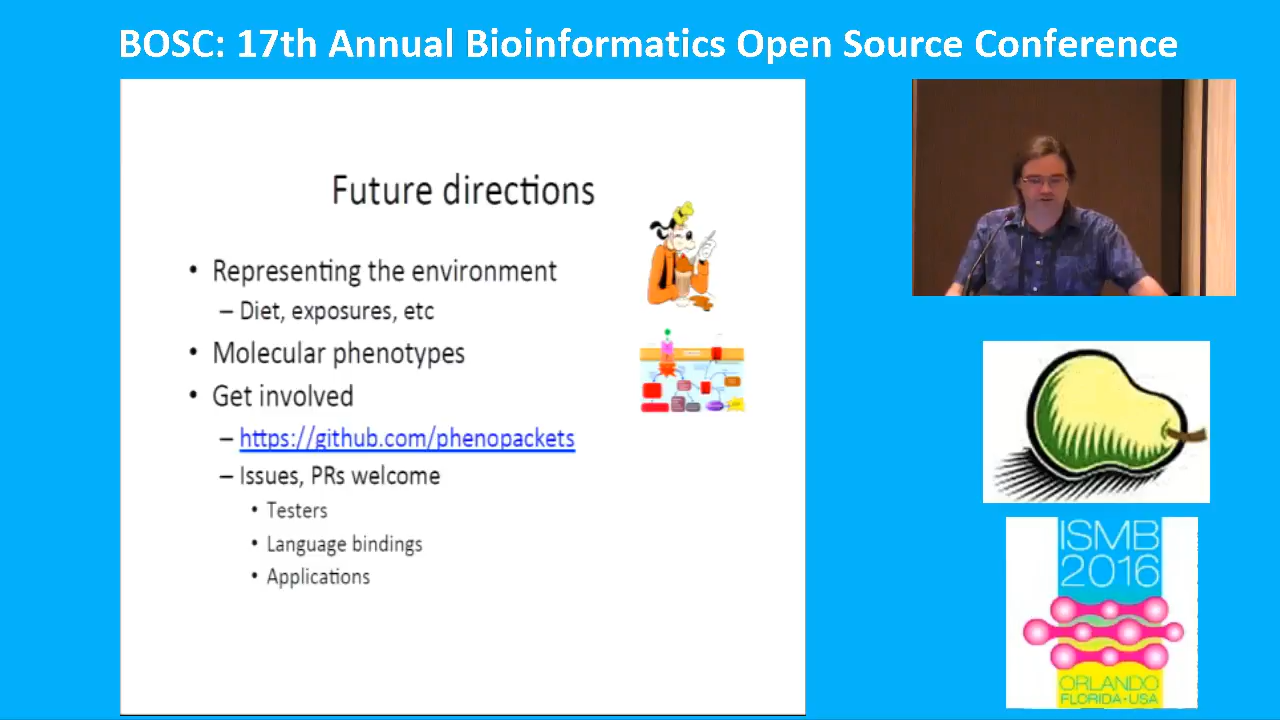 BOSC: 17th Annual Bioinformatics Open Source Conference
Future directions
• Representing the environment
– Diet, exposures, etc
• Molecular phenotypes
• Get involved
– https://github.com/phenopackets
– Issues, PRs welcome
• Testers
• Language bindings
• Applications
ISMB
2016
ORLANDO
FLORIDA•USA